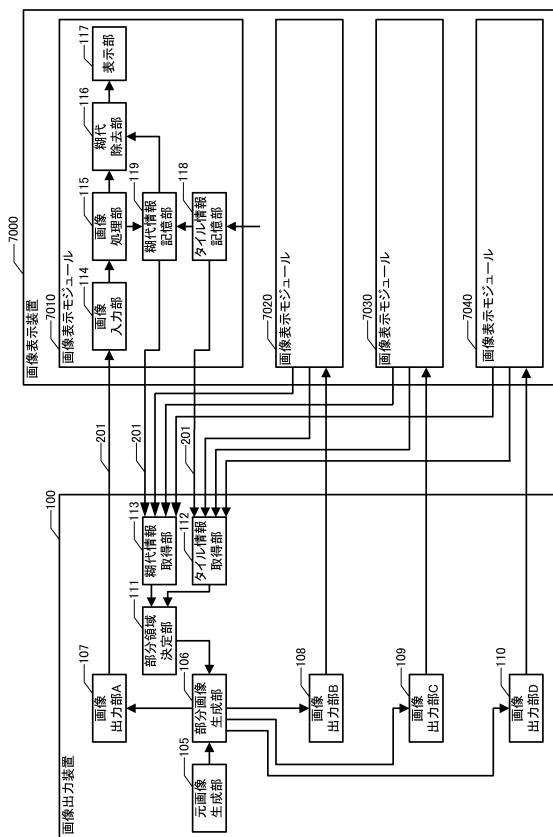 画像出力装置
100
元画像
生成部
105
部分画像
生成部
106
画像
出力部A
107
画像
出力部B
108
画像
出力部C
109
画像
出力部D
110
部分領域
決定部
111
タイル情報
取得部
112
糊代情報
取得部
113
201
201
201
画像表示装置
7000
画像表示モジュール
7010
画像
入力部
114
画像
処理部
115
糊代
除去部
116
表示部
117
糊代情報
記憶部
119
タイル情報
記憶部
118
画像表示モジュール
7020
画像表示モジュール
7030
画像表示モジュール
7040